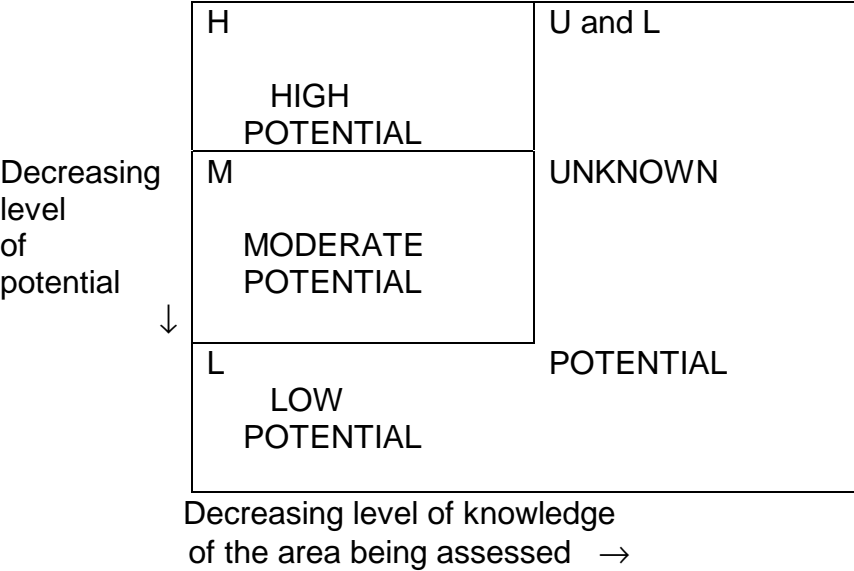 H
U and L
HIGH
POTENTIAL
Decreasing
level
of
potential
↓
M
UNKNOWN
MODERATE
POTENTIAL
L
POTENTIAL
LOW
POTENTIAL
Decreasing level of knowledge
of the area being assessed →